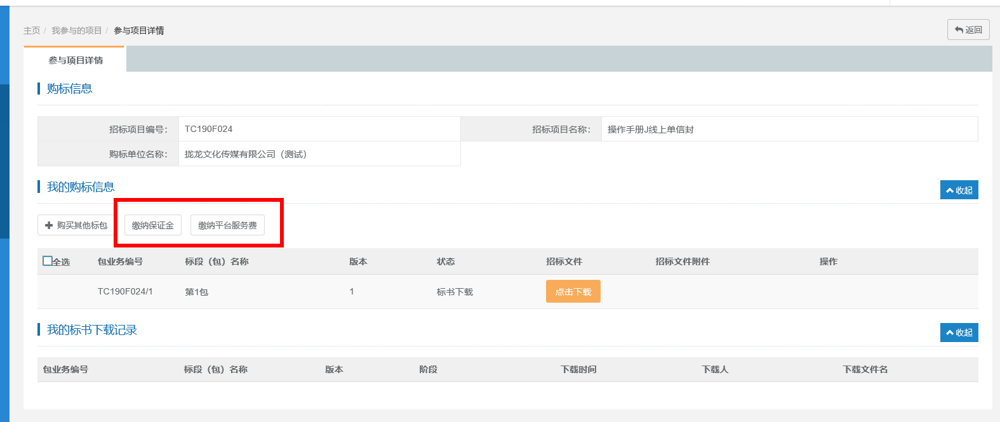 主页 / 我参与的项目 / 参与项目详情
返回
参与项目详情
购标信息
招标项目编号： TC190F024 招标项目名称： 操作手册J线上单信封
购标单位名称： 拢龙文化传媒有限公司（测试）
我的购标信息
收起
购买其他标包 缴纳保证金 缴纳平台服务费
全选 包业务编号 标段（包）名称 版本 状态 招标文件 招标文件附件 操作
TC190F024/1 第1包 1 标书下载 点击下载
我的标书下载记录
收起
包业务编号 标段（包）名称 版本 阶段 下载时间 下载人 下载文件名